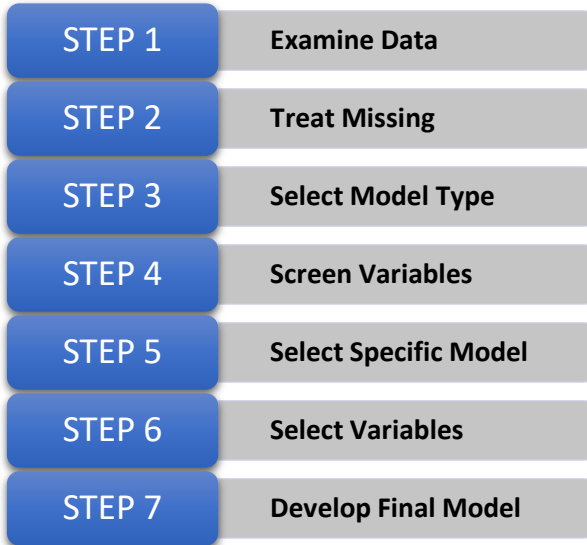 STEP 1 Examine Data
STEP 2 Treat Missing
STEP 3 Select Model Type
STEP 4 Screen Variables
STEP 5 Select Specific Model
STEP 6 Select Variables
STEP 7 Develop Final Model